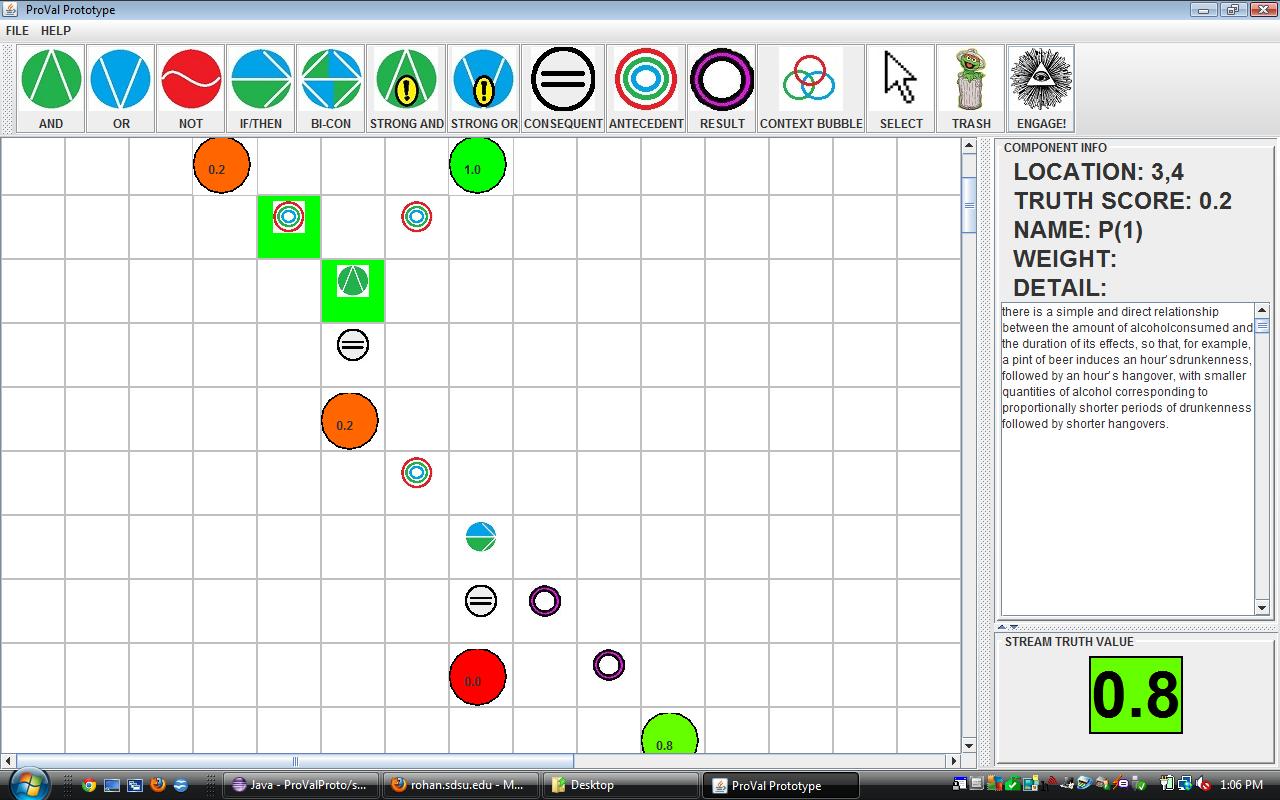 ProVal Prototype
FILE HELP
AND OR NOT IF/THEN BI-CON STRONG AND STRONG OR CONSEQUENT ANTECEDENT RESULT CONTEXT BUBBLE SELECT TRASH ENGAGE!
0.2
1.0
0.2
0.0
0.8
COMPONENT INFO
LOCATION: 3,4
TRUTH SCORE: 0.2
NAME: P(1)
WEIGHT:
DETAIL:
there is a simple and direct relationship
between the amount of alcoholconsumed and
the duration of its effects, so that, for example,
a pint of beer induces an hour'sdrunkenness,
followed by an hour's hangover, with smaller
quantities of alcohol corresponding to
proportionally shorter periods of drunkenness
followed by shorter hangovers.
STREAM TRUTH VALUE
0.8
Java - ProValProto/s... rohan.sdsu.edu - M... Desktop ProVal Prototype 1:06 PM